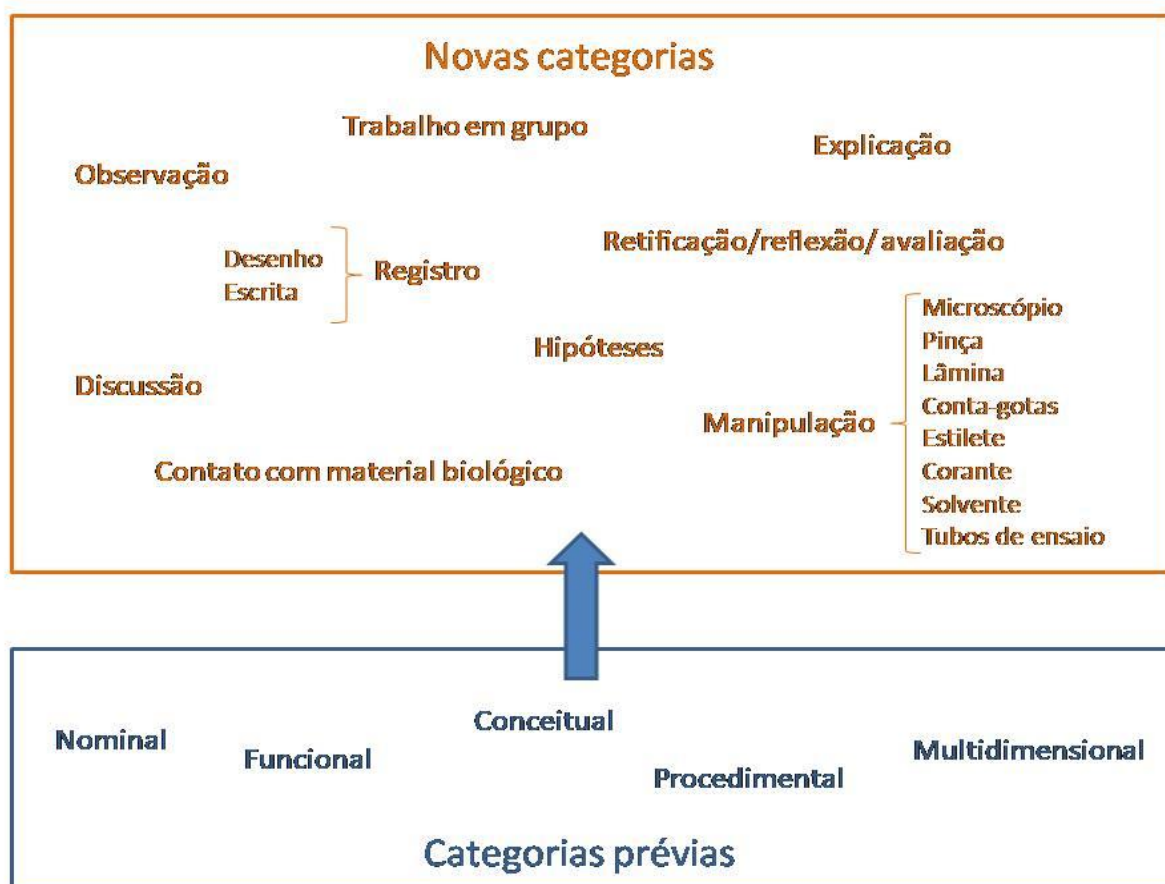 Novas categorias
Trabalho em grupo
Explicação
Observação
Retificação/reflexão/avaliação
Desenho
Escrita
Registro
Hipóteses
Discussão
Manipulação
Microscópio
Pinça
Lâmina
Conta-gotas
Estilete
Corante
Solvente
Tubos de ensaio
Contato com material biológico
Conceitual
Nominal
Funcional
Procedimental
Multidimensional
Categorias prévias